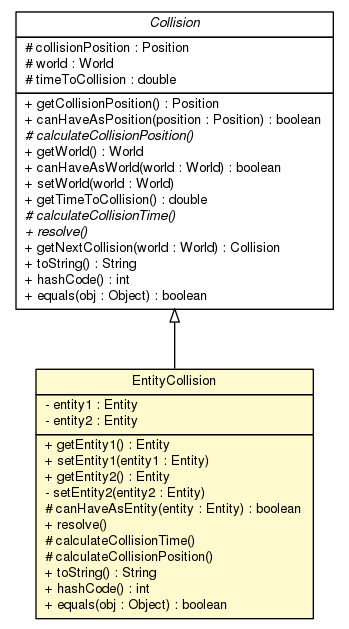 Collision
# collisionPosition : Position
# world : World
# timeToCollision : double
+ getCollisionPosition() : Position
+ canHaveAsPosition(position : Position) : boolean
# calculateCollisionPosition()
+ getWorld() : World
+ canHaveAsWorld(world : World) : boolean
+ setWorld(world : World)
+ getTimeToCollision() : double
# calculateCollisionTime()
+ resolve()
+ getNextCollision(world : World) : Collision
+ toString() : String
+ hashCode() : int
+ equals(obj : Object) : boolean
EntityCollision
- entity1 : Entity
- entity2 : Entity
+ getEntity1() : Entity
+ setEntity1(entity1 : Entity)
+ getEntity2() : Entity
- setEntity2(entity2 : Entity)
# canHaveAsEntity(entity : Entity) : boolean
+ resolve()
# calculateCollisionTime()
# calculateCollisionPosition()
+ toString() : String
+ hashCode() : int
+ equals(obj : Object) : boolean